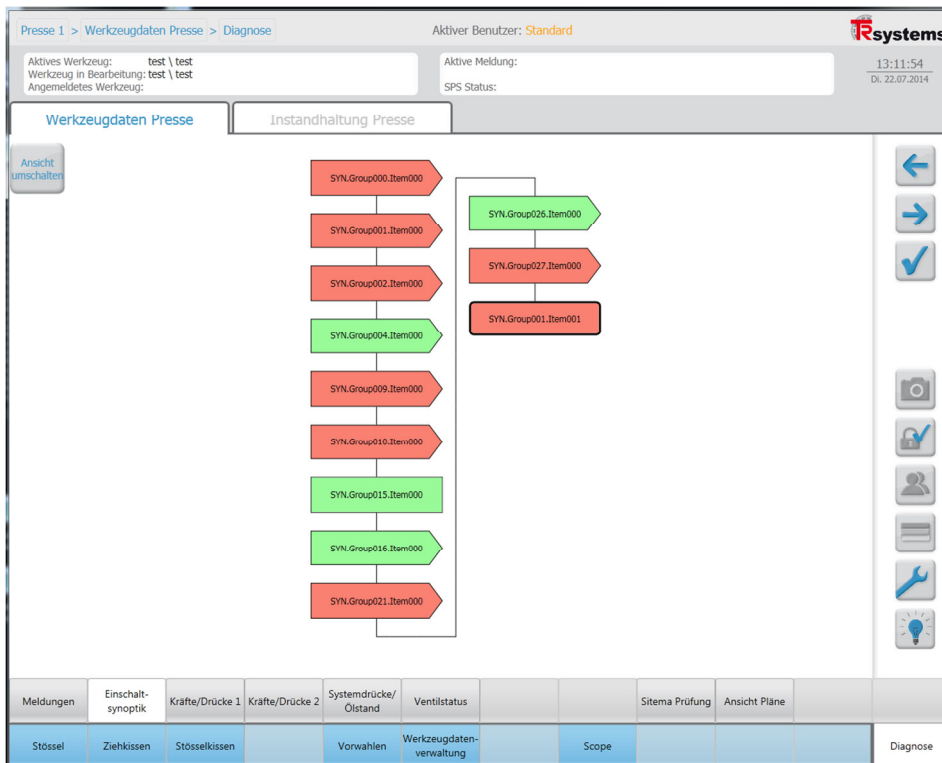 Presse 1 > Werkzeugdaten Presse > Diagnose
Aktiver Benutzer: Standard
TRsystems
Aktives Werkzeug: test \ test
Werkzeug in Bearbeitung: test \ test
Angemeldetes Werkzeug:
Aktive Meldung:
SPS Status:
13:11:54
Di. 22.07.2014
Werkzeugdaten Presse
Instandhaltung Presse
Ansicht
umschalten
SYN.Group000.Item000
SYN.Group001.Item000
SYN.Group002.Item000
SYN.Group004.Item000
SYN.Group009.Item000
SYN.Group010.Item000
SYN.Group015.Item000
SYN.Group016.Item000
SYN.Group021.Item000
SYN.Group026.Item000
SYN.Group027.Item000
SYN.Group001.Item001
Meldungen
Einschalt-
synoptik
Kräfte/Drücke 1
Kräfte/Drücke 2
Systemdrücke/
Ölstand
Ventilstatus
Sitema Prüfung
Ansicht Pläne
Stössel
Ziehkissen
Stösselkissen
Vorwahlen
Werkzeugdaten-
verwaltung
Scope
Diagnose